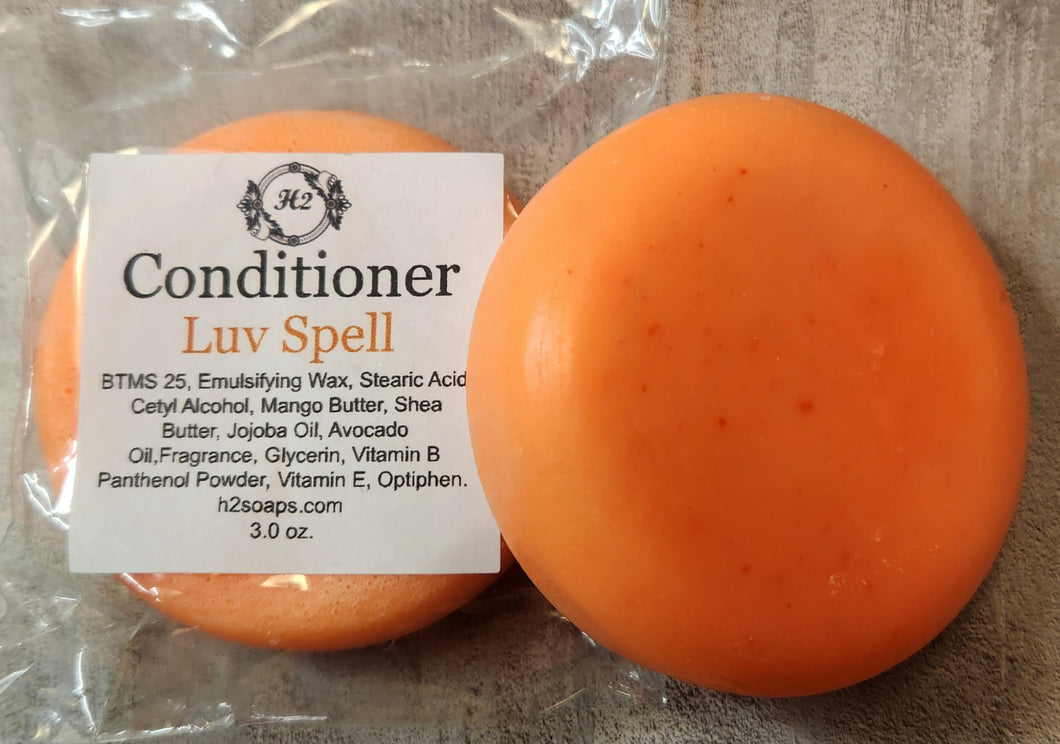 H2
Conditioner
Luv Spell
BTMS 25, Emulsifying Wax, Stearic Acid
Cetyl Alcohol, Mango Butter, Shea
Butter, Jojoba Oil, Avocado
Oil,Fragrance, Glycerin, Vitamin B
Panthenol Powder, Vitamin E, Optiphen.
h2soaps.com
3.0 oz.